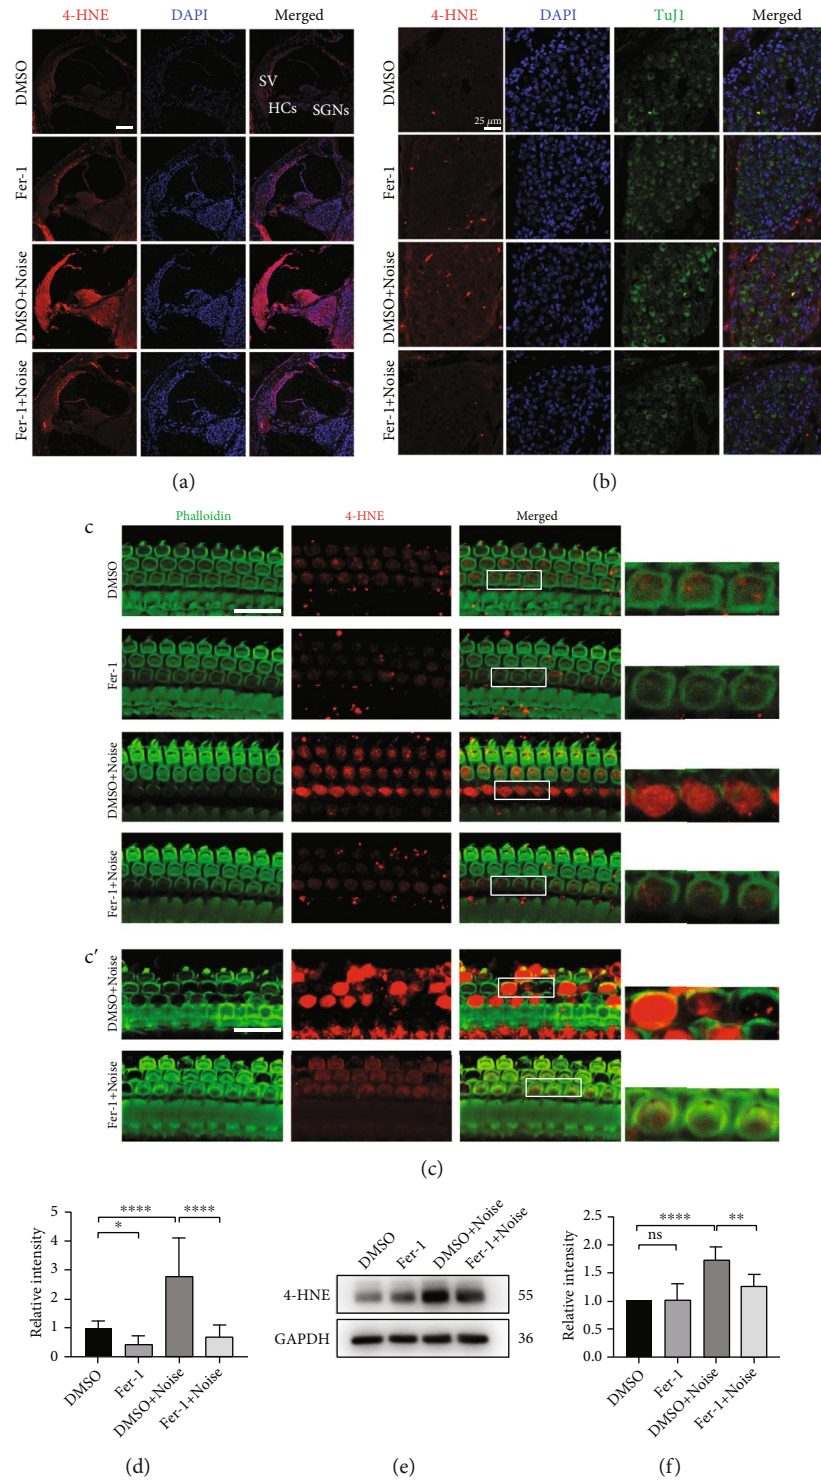 4-HNE DAPI Merged
DMSO
SV
HCs SGNs
Fer-1
DMSO+Noise
Fer-1+Noise
(a)
4-HNE DAPI TuJ1 Merged
DMSO
25 µm
Fer-1
DMSO+Noise
Fer-1+Noise
(b)
c
Phalloidin 4-HNE Merged
DMSO
Fer-1
DMSO+Noise
Fer-1+Noise
c′
DMSO+Noise
Fer-1+Noise
(c)
Relative intensity
5
4
3
2
1
0
**** ****
*
DMSO
Fer-1
DMSO+Noise
Fer-1+Noise
(d)
DMSO
Fer-1
DMSO+Noise
Fer-1+Noise
4-HNE 55
GAPDH 36
(e)
Relative intensity
2.5
2.0
1.5
1.0
0.5
0.0
**** **
ns
DMSO
Fer-1
DMSO+Noise
Fer-1+Noise
(f)